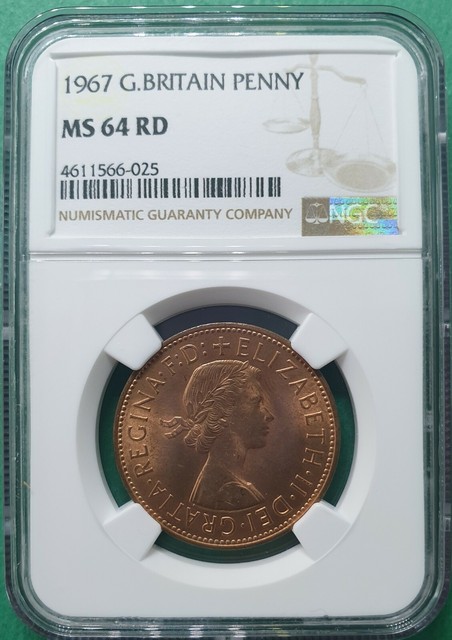 1967 G.BRITAIN PENNY
MS 64 RD
4611566-025
NUMISMATIC GUARANTY COMPANY
NGC
+ELIZABETH·II·DEI·GRATIA·REGINA·F:D: